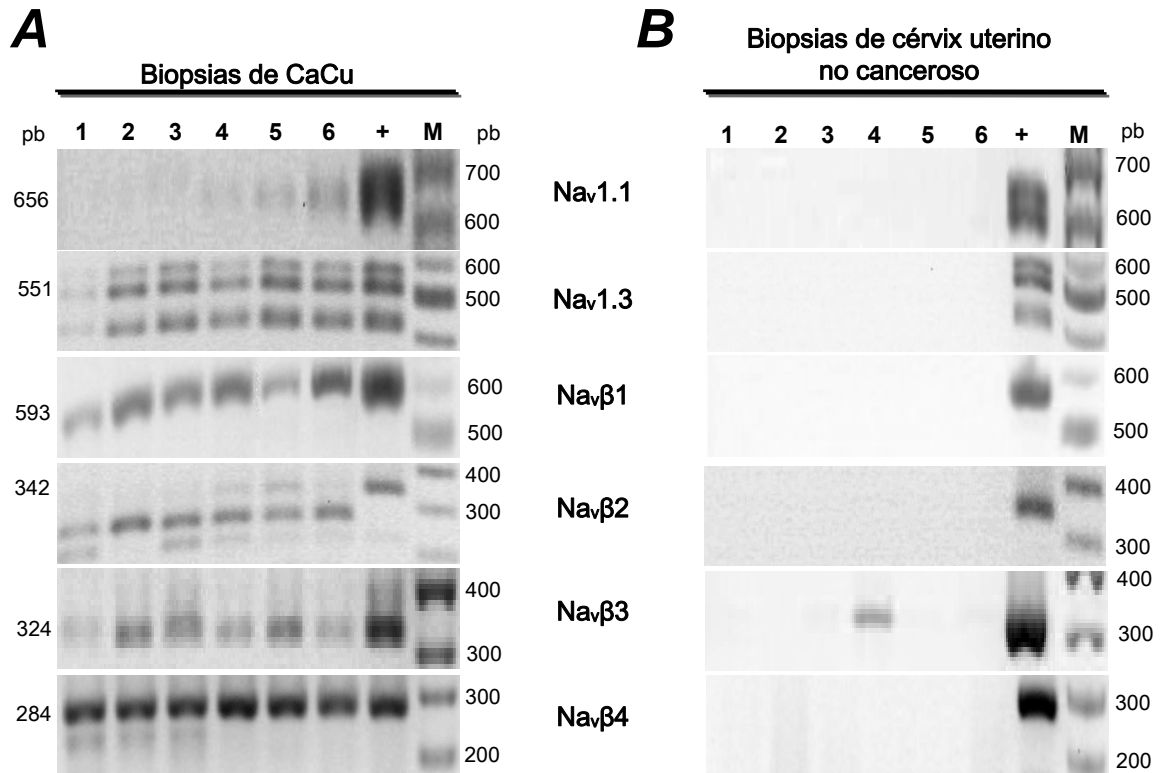 A
Biopsias de CaCu
pb 1 2 3 4 5 6 + M pb
656 700
600
551 600
500
593 600
500
342 400
300
324 400
300
284 300
200
Naᵥ1.1
Naᵥ1.3
Naᵥβ1
Naᵥβ2
Naᵥβ3
Naᵥβ4
B
Biopsias de cérvix uterino
no canceroso
1 2 3 4 5 6 + M pb
700
600
600
500
600
500
400
300
400
300
300
200